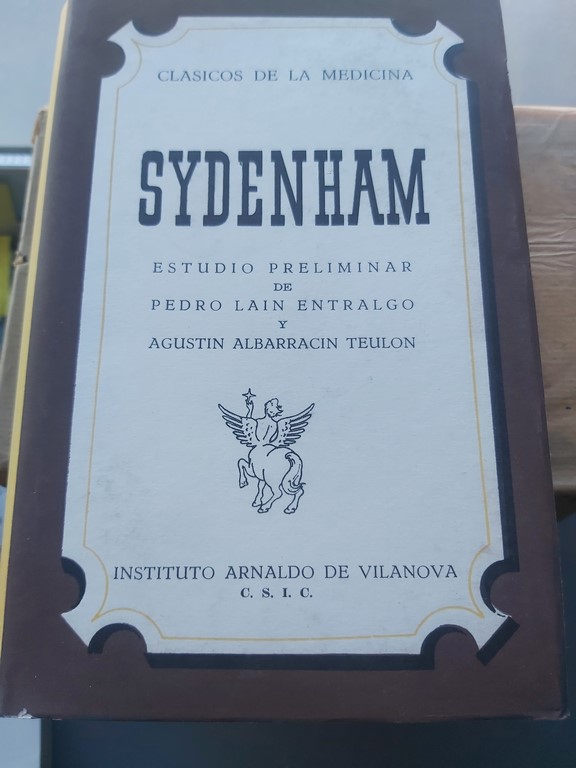 CLASICOS DE LA MEDICINA
SYDENHAM
ESTUDIO PRELIMINAR
DE
PEDRO LAIN ENTRALGO
Y
AGUSTIN ALBARRACIN TEULON
INSTITUTO ARNALDO DE VILANOVA
C. S. I. C.